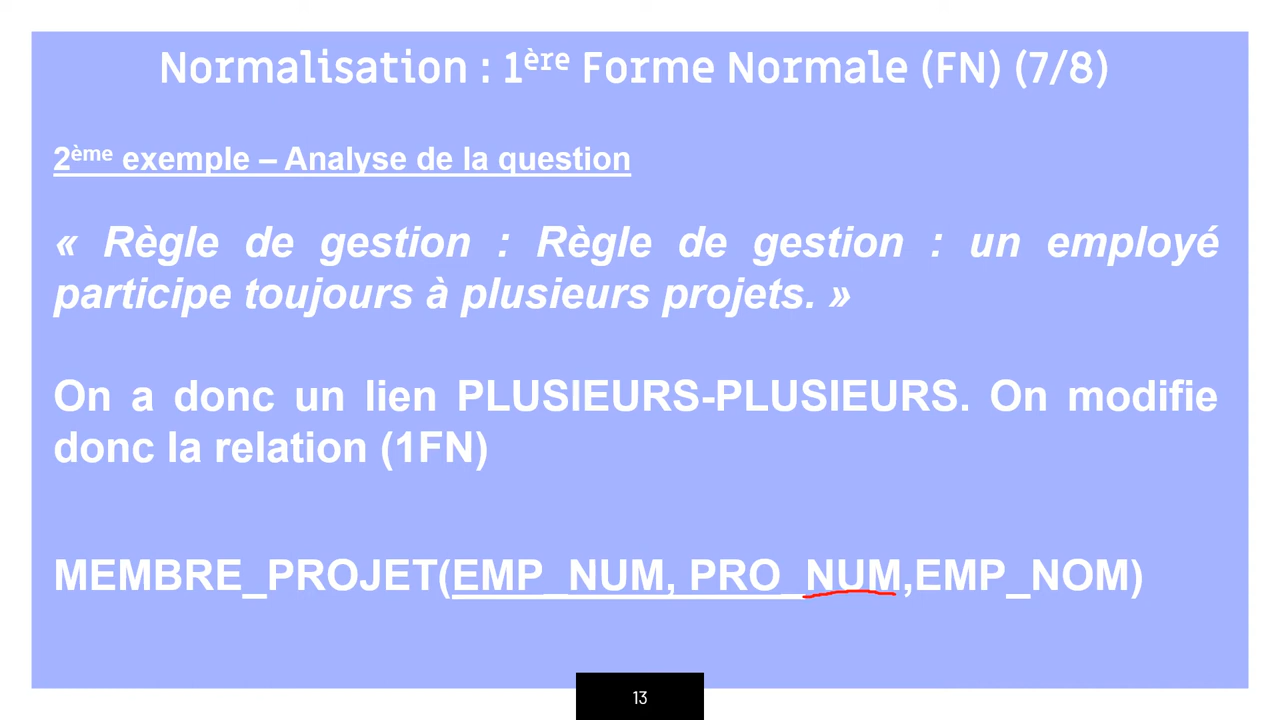 Normalisation : 1ère Forme Normale (FN) (7/8)
2ème exemple – Analyse de la question
« Règle de gestion : Règle de gestion : un employé
participe toujours à plusieurs projets. »
On a donc un lien PLUSIEURS-PLUSIEURS. On modifie
donc la relation (1FN)
MEMBRE_PROJET(EMP_NUM, PRO_NUM,EMP_NOM)
13